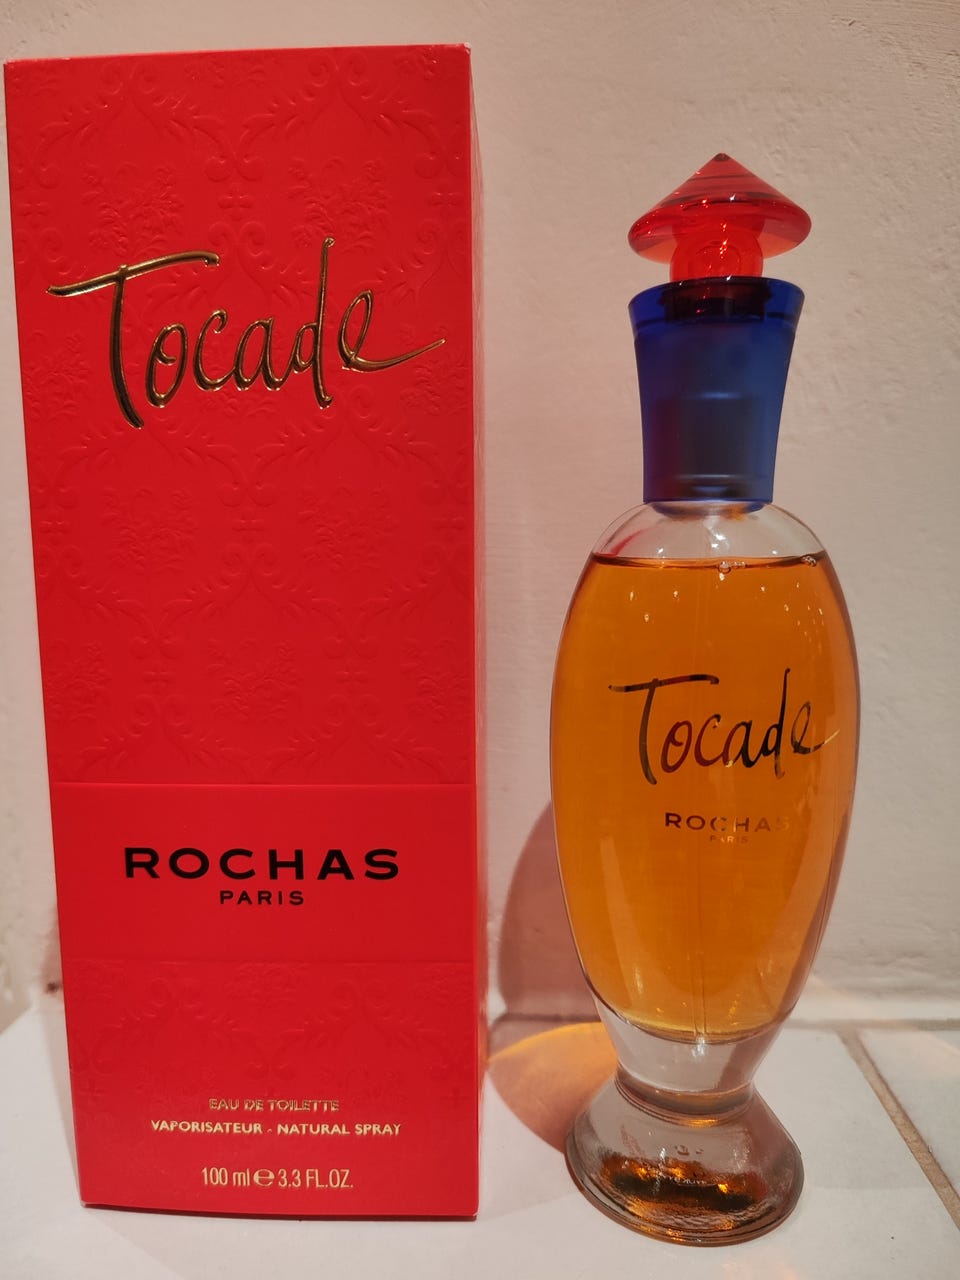 Tocade
ROCHAS
PARIS
EAU DE TOILETTE
VAPORISATEUR - NATURAL SPRAY
100 ml ℮ 3.3 FL.OZ.
Tocade
ROCHAS
PARIS